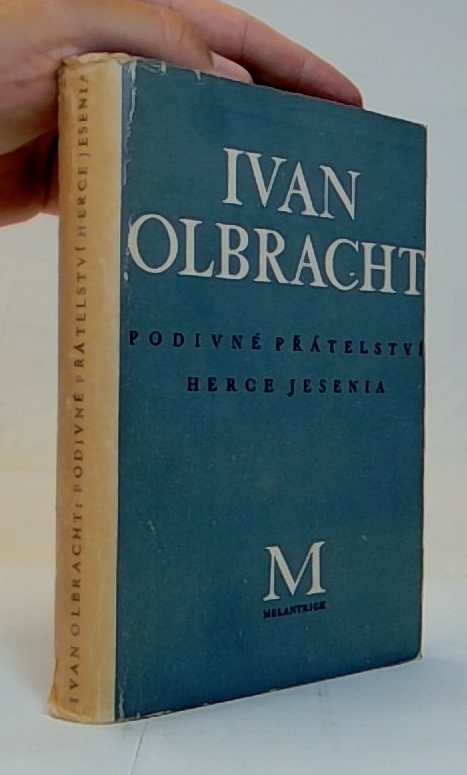 IVAN OLBRACHT: PODIVNÉ PŘÁTELSTVÍ HERCE JESENIA
IVAN
OLBRACHT
PODIVNÉ PŘÁTELSTVÍ
HERCE JESENIA
M
MELANTRICH